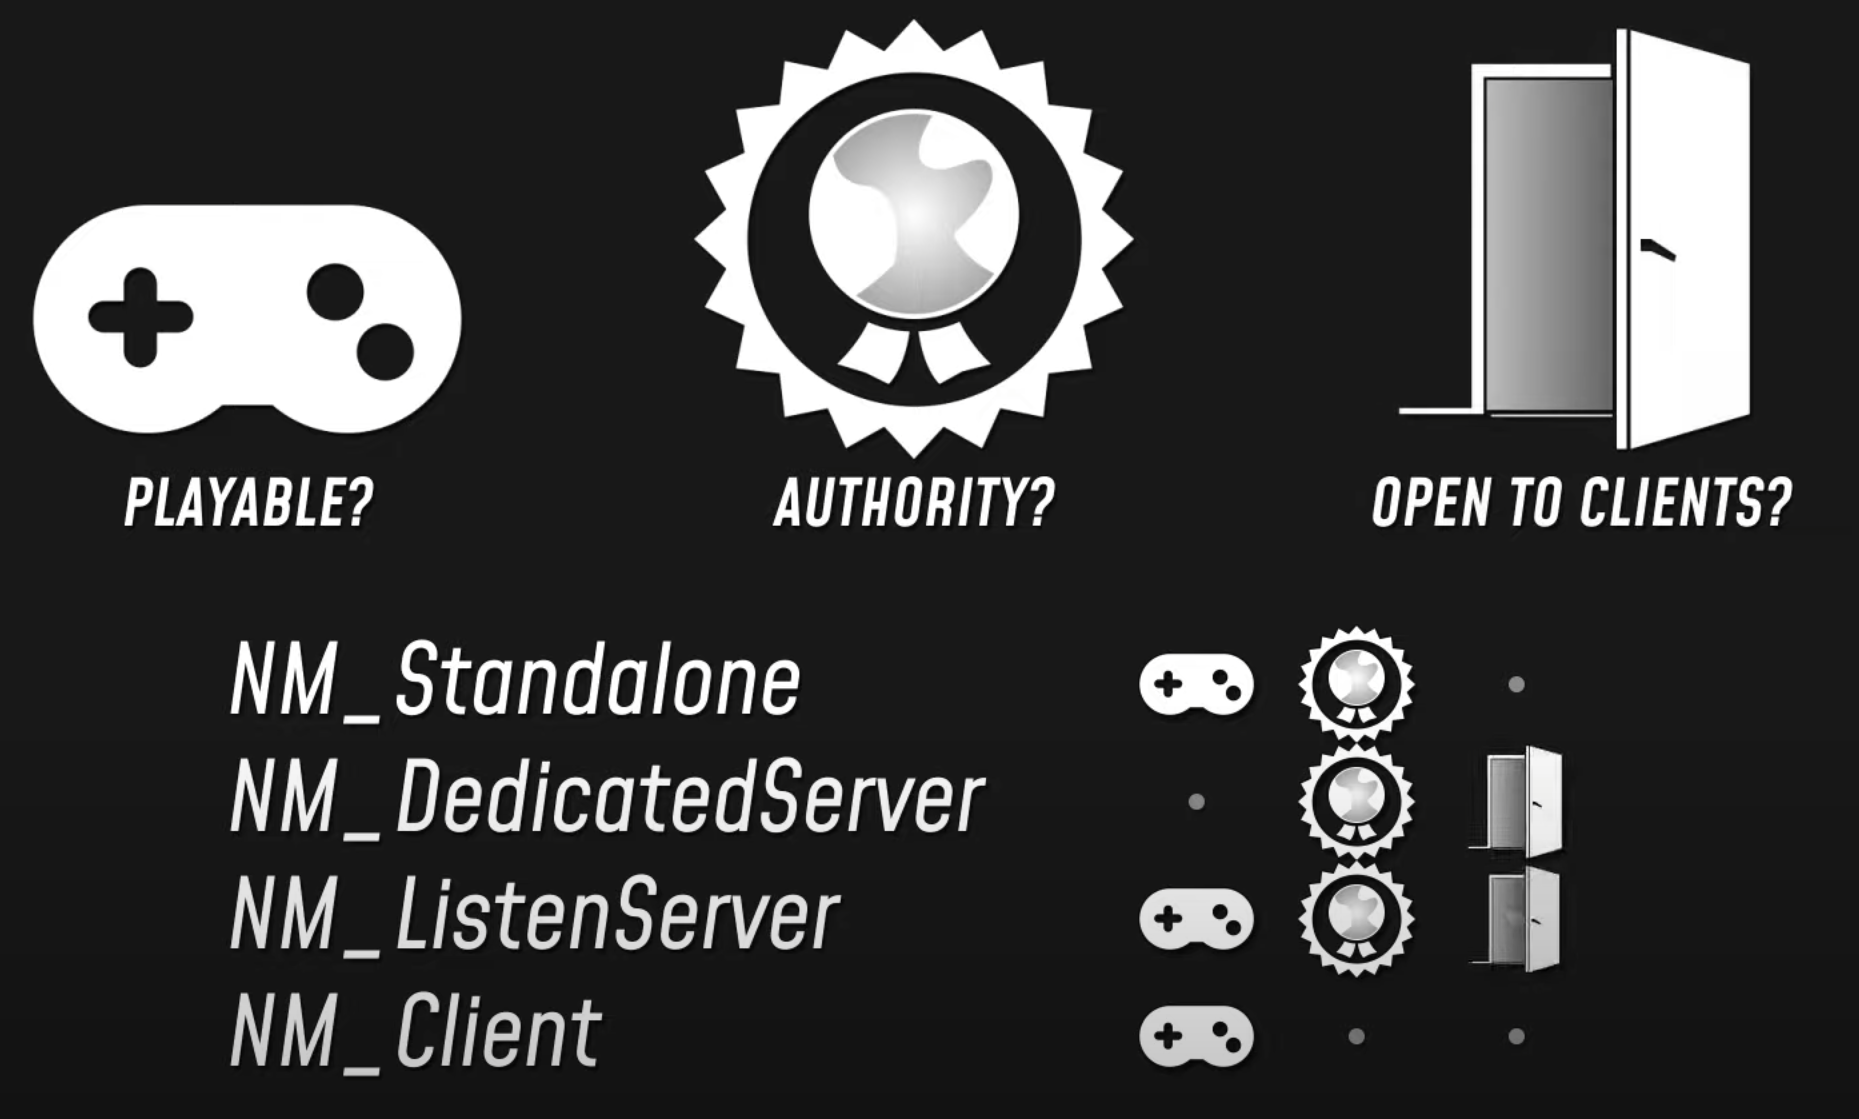 PLAYABLE?
AUTHORITY?
OPEN TO CLIENTS?
NM_Standalone
NM_DedicatedServer
NM_ListenServer
NM_Client